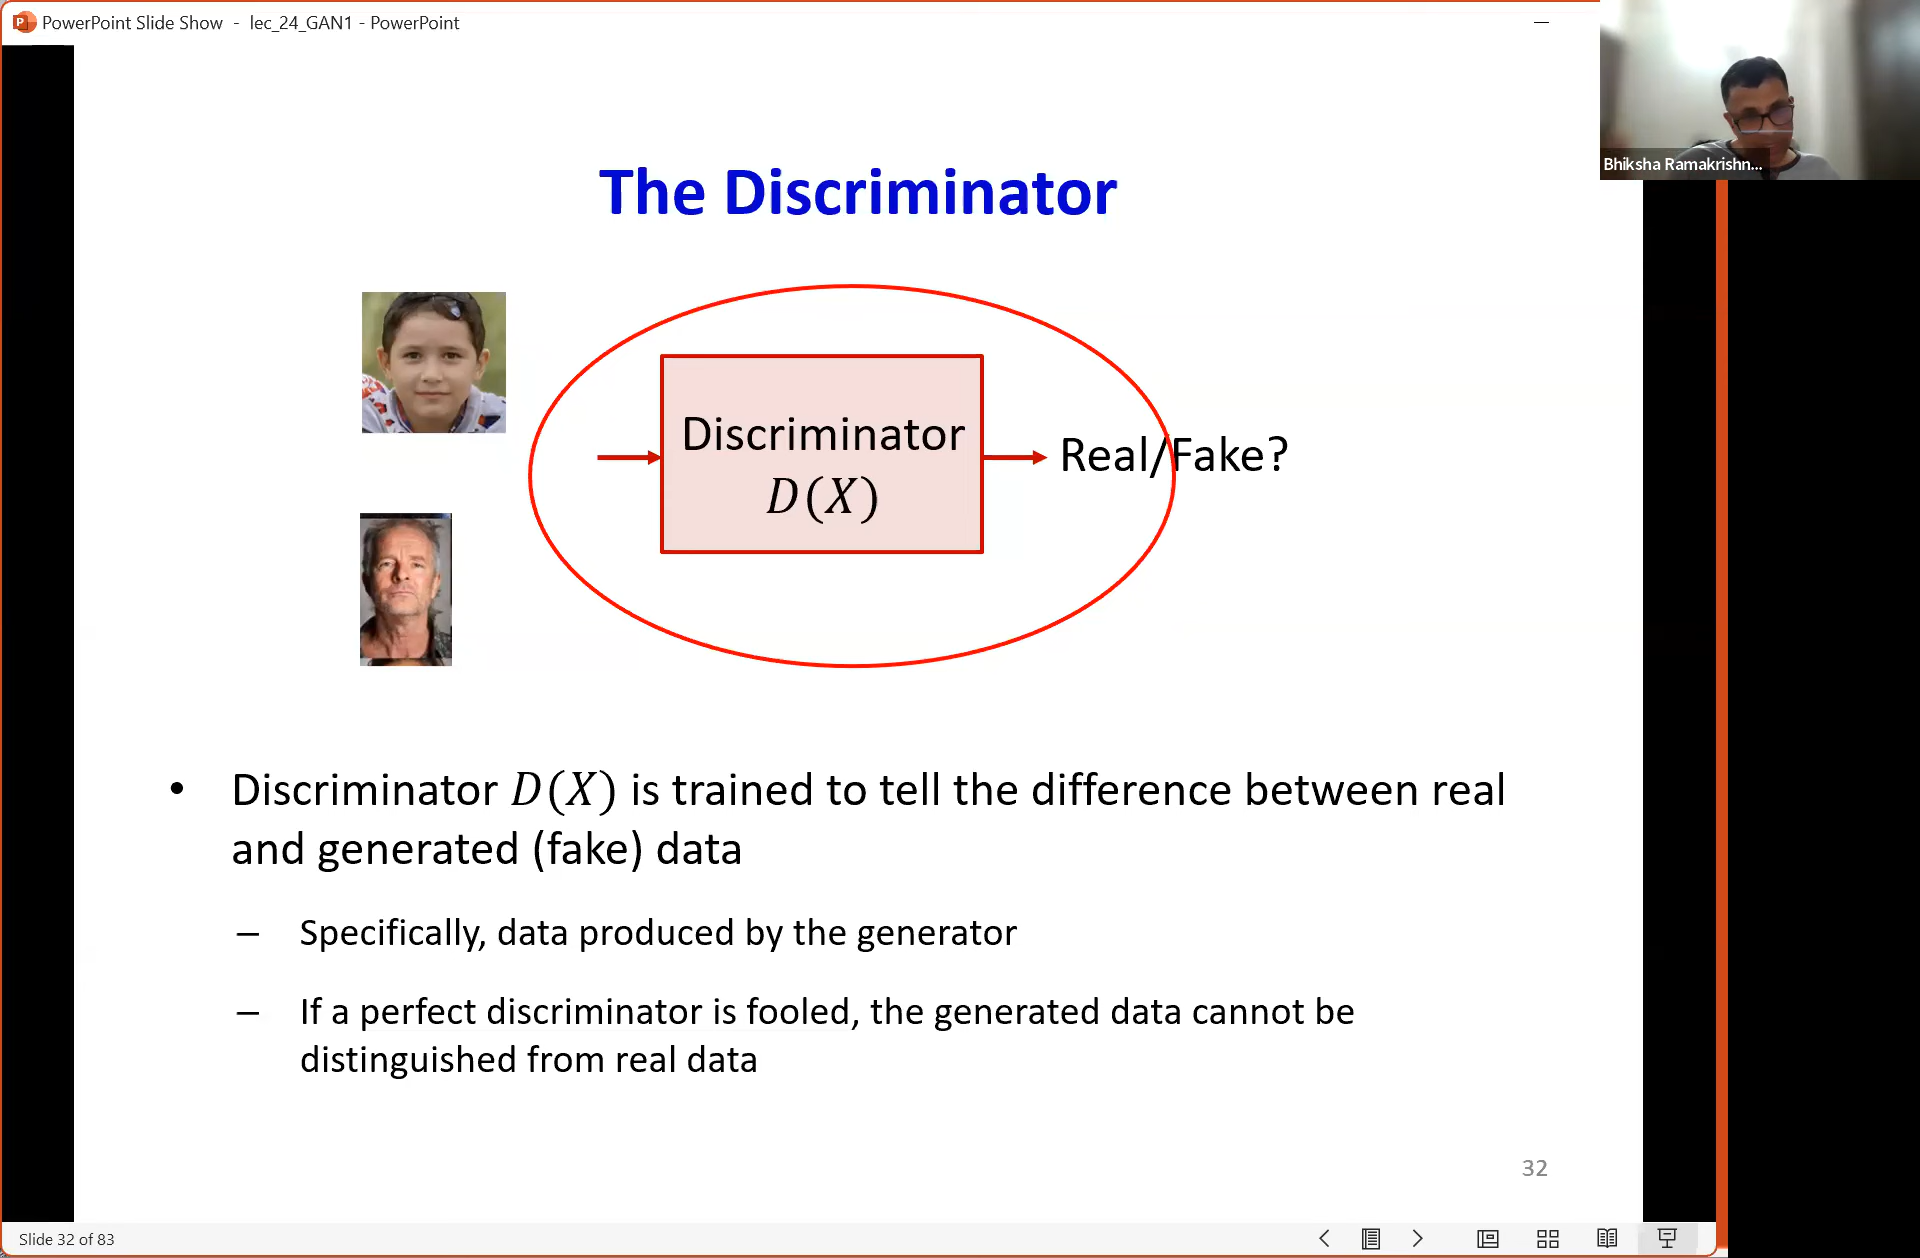 PowerPoint Slide Show - lec_24_GAN1 - PowerPoint
Bhiksha Ramakrishn...
The Discriminator
Discriminator
D(X)
Real/Fake?
• Discriminator D(X) is trained to tell the difference between real
and generated (fake) data
– Specifically, data produced by the generator
– If a perfect discriminator is fooled, the generated data cannot be
distinguished from real data
32
Slide 32 of 83